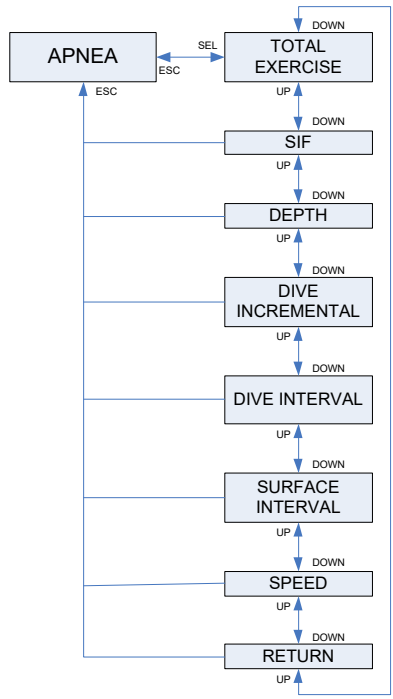 DOWN
APNEA
SEL
ESC
TOTAL
EXERCISE
ESC
UP
DOWN
SIF
UP
DOWN
DEPTH
UP
DOWN
DIVE
INCREMENTAL
UP
DOWN
DIVE INTERVAL
UP
DOWN
SURFACE
INTERVAL
UP
DOWN
SPEED
UP
DOWN
RETURN
UP